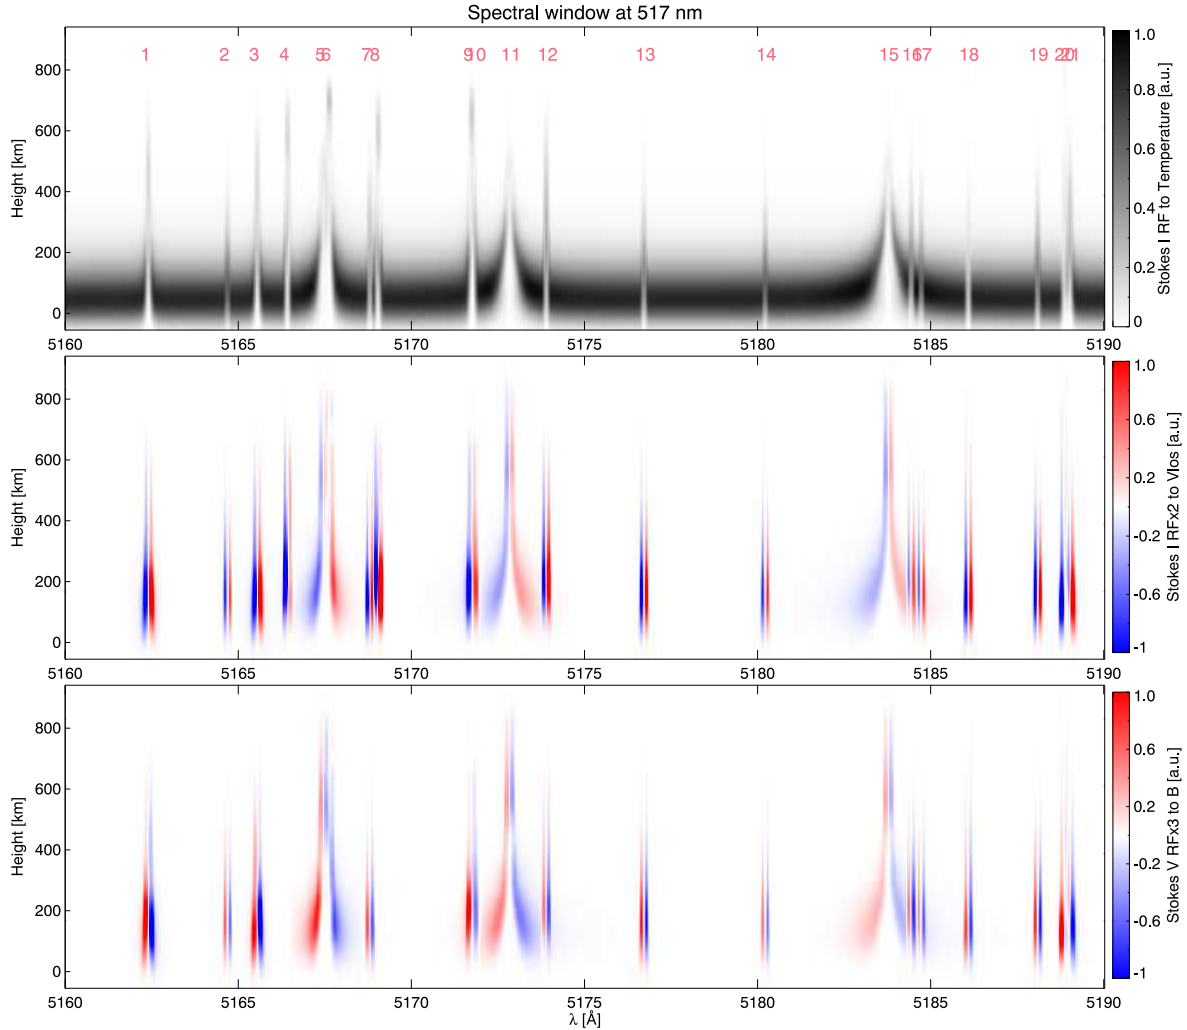 Spectral window at 517 nm
1 2 3 4 5 6 7 8 9 10 11 12 13 14 15 16 17 18 19 20 21
800
600
400
200
0
Height [km]
5160 5165 5170 5175 5180 5185 5190
1.0
0.8
0.6
0.4
0.2
0
Stokes I RF to Temperature [a.u.]
800
600
400
200
0
Height [km]
5160 5165 5170 5175 5180 5185 5190
1.0
0.6
0.2
-0.2
-0.6
-1
Stokes I RFx2 to Vlos [a.u.]
800
600
400
200
0
Height [km]
5160 5165 5170 5175 5180 5185 5190
λ [Å]
1.0
0.6
0.2
-0.2
-0.6
-1
Stokes V RFx3 to B [a.u.]